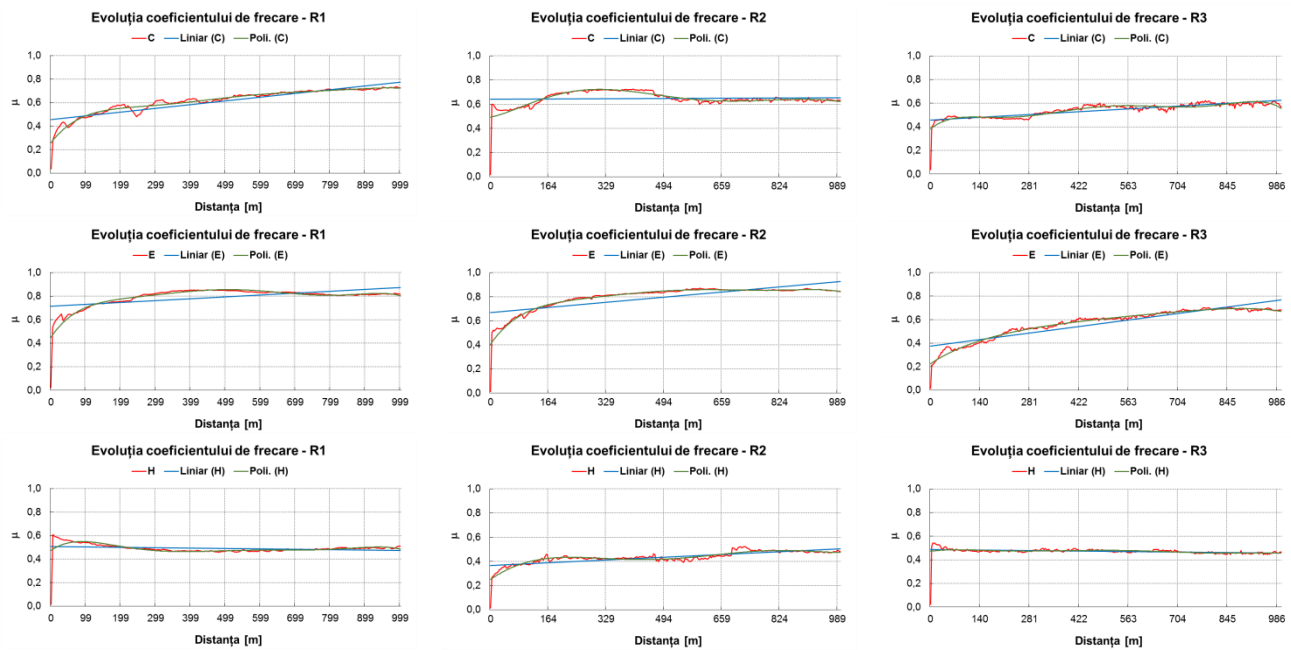 Evoluția coeficientului de frecare - R1
C Liniar (C) Poli. (C)
1,0
0,8
0,6
0,4
0,2
0,0
μ
0 99 199 299 399 499 599 699 799 899 999
Distanța [m]
Evoluția coeficientului de frecare - R2
C Liniar (C) Poli. (C)
1,0
0,8
0,6
0,4
0,2
0,0
μ
0 164 329 494 659 824 989
Distanța [m]
Evoluția coeficientului de frecare - R3
C Liniar (C) Poli. (C)
1,0
0,8
0,6
0,4
0,2
0,0
μ
0 140 281 422 563 704 845 986
Distanța [m]
Evoluția coeficientului de frecare - R1
E Liniar (E) Poli. (E)
1,0
0,8
0,6
0,4
0,2
0,0
μ
0 99 199 299 399 499 599 699 799 899 999
Distanța [m]
Evoluția coeficientului de frecare - R2
E Liniar (E) Poli. (E)
1,0
0,8
0,6
0,4
0,2
0,0
μ
0 164 329 494 659 824 989
Distanța [m]
Evoluția coeficientului de frecare - R3
E Liniar (E) Poli. (E)
1,0
0,8
0,6
0,4
0,2
0,0
μ
0 140 281 422 563 704 845 986
Distanța [m]
Evoluția coeficientului de frecare - R1
H Liniar (H) Poli. (H)
1,0
0,8
0,6
0,4
0,2
0,0
μ
0 99 199 299 399 499 599 699 799 899 999
Distanța [m]
Evoluția coeficientului de frecare - R2
H Liniar (H) Poli. (H)
1,0
0,8
0,6
0,4
0,2
0,0
μ
0 164 329 494 659 824 989
Distanța [m]
Evoluția coeficientului de frecare - R3
H Liniar (H) Poli. (H)
1,0
0,8
0,6
0,4
0,2
0,0
μ
0 140 281 422 563 704 845 986
Distanța [m]